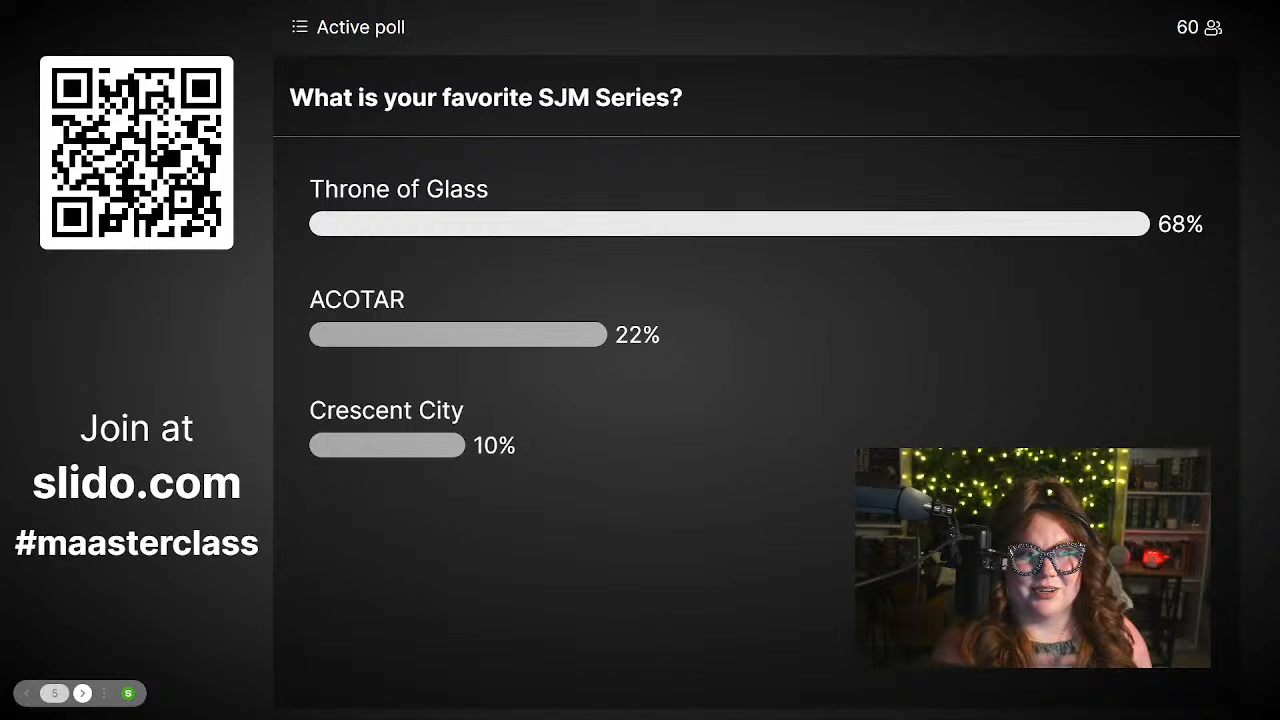 Active poll
60
What is your favorite SJM Series?
Throne of Glass
68%
ACOTAR
22%
Crescent City
10%
Join at
slido.com
#maasterclass
5
S